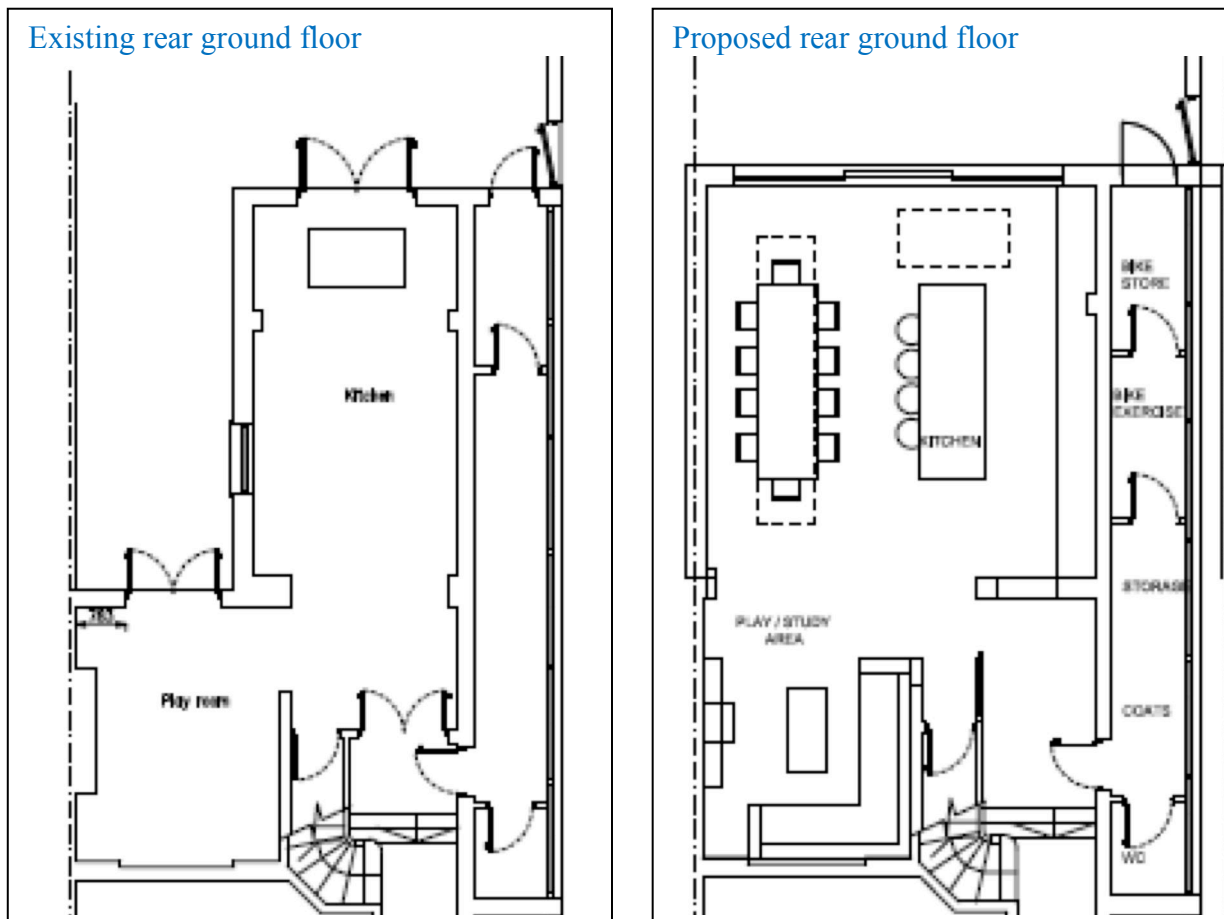 Existing rear ground floor
Kitchen
763
Play room
Proposed rear ground floor
BIKE
STORE
BIKE
EXERCISE
KITCHEN
STORAGE
PLAY / STUDY
AREA
COATS
WC